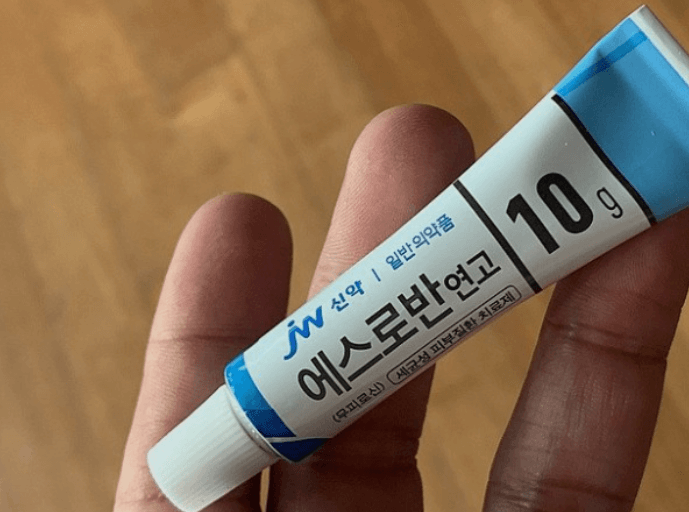 JW 신약 | 일반의약품
에스로반연고
(무피로신) 세균성 피부질환 치료제
10 g